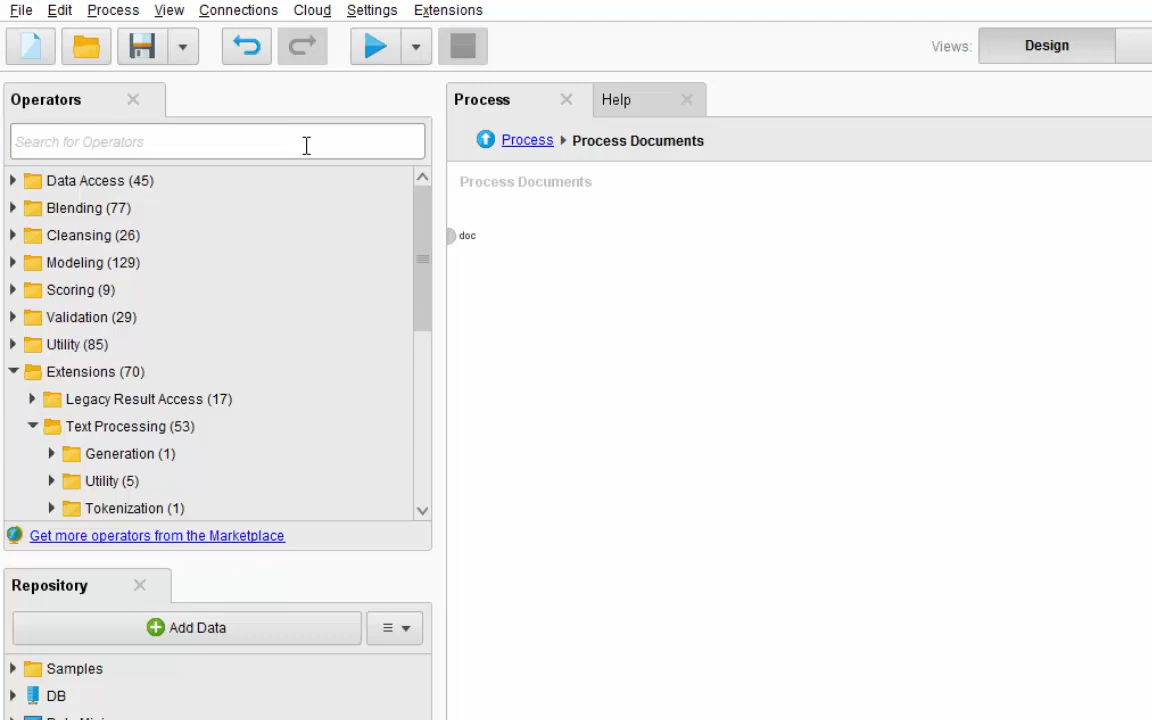 File Edit Process View Connections Cloud Settings Extensions
Views: Design
Operators
Search for Operators
Data Access (45)
Blending (77)
Cleansing (26)
Modeling (129)
Scoring (9)
Validation (29)
Utility (85)
Extensions (70)
Legacy Result Access (17)
Text Processing (53)
Generation (1)
Utility (5)
Tokenization (1)
Get more operators from the Marketplace
Repository
Add Data
Samples
DB
Process Help
Process Process Documents
Process Documents
doc